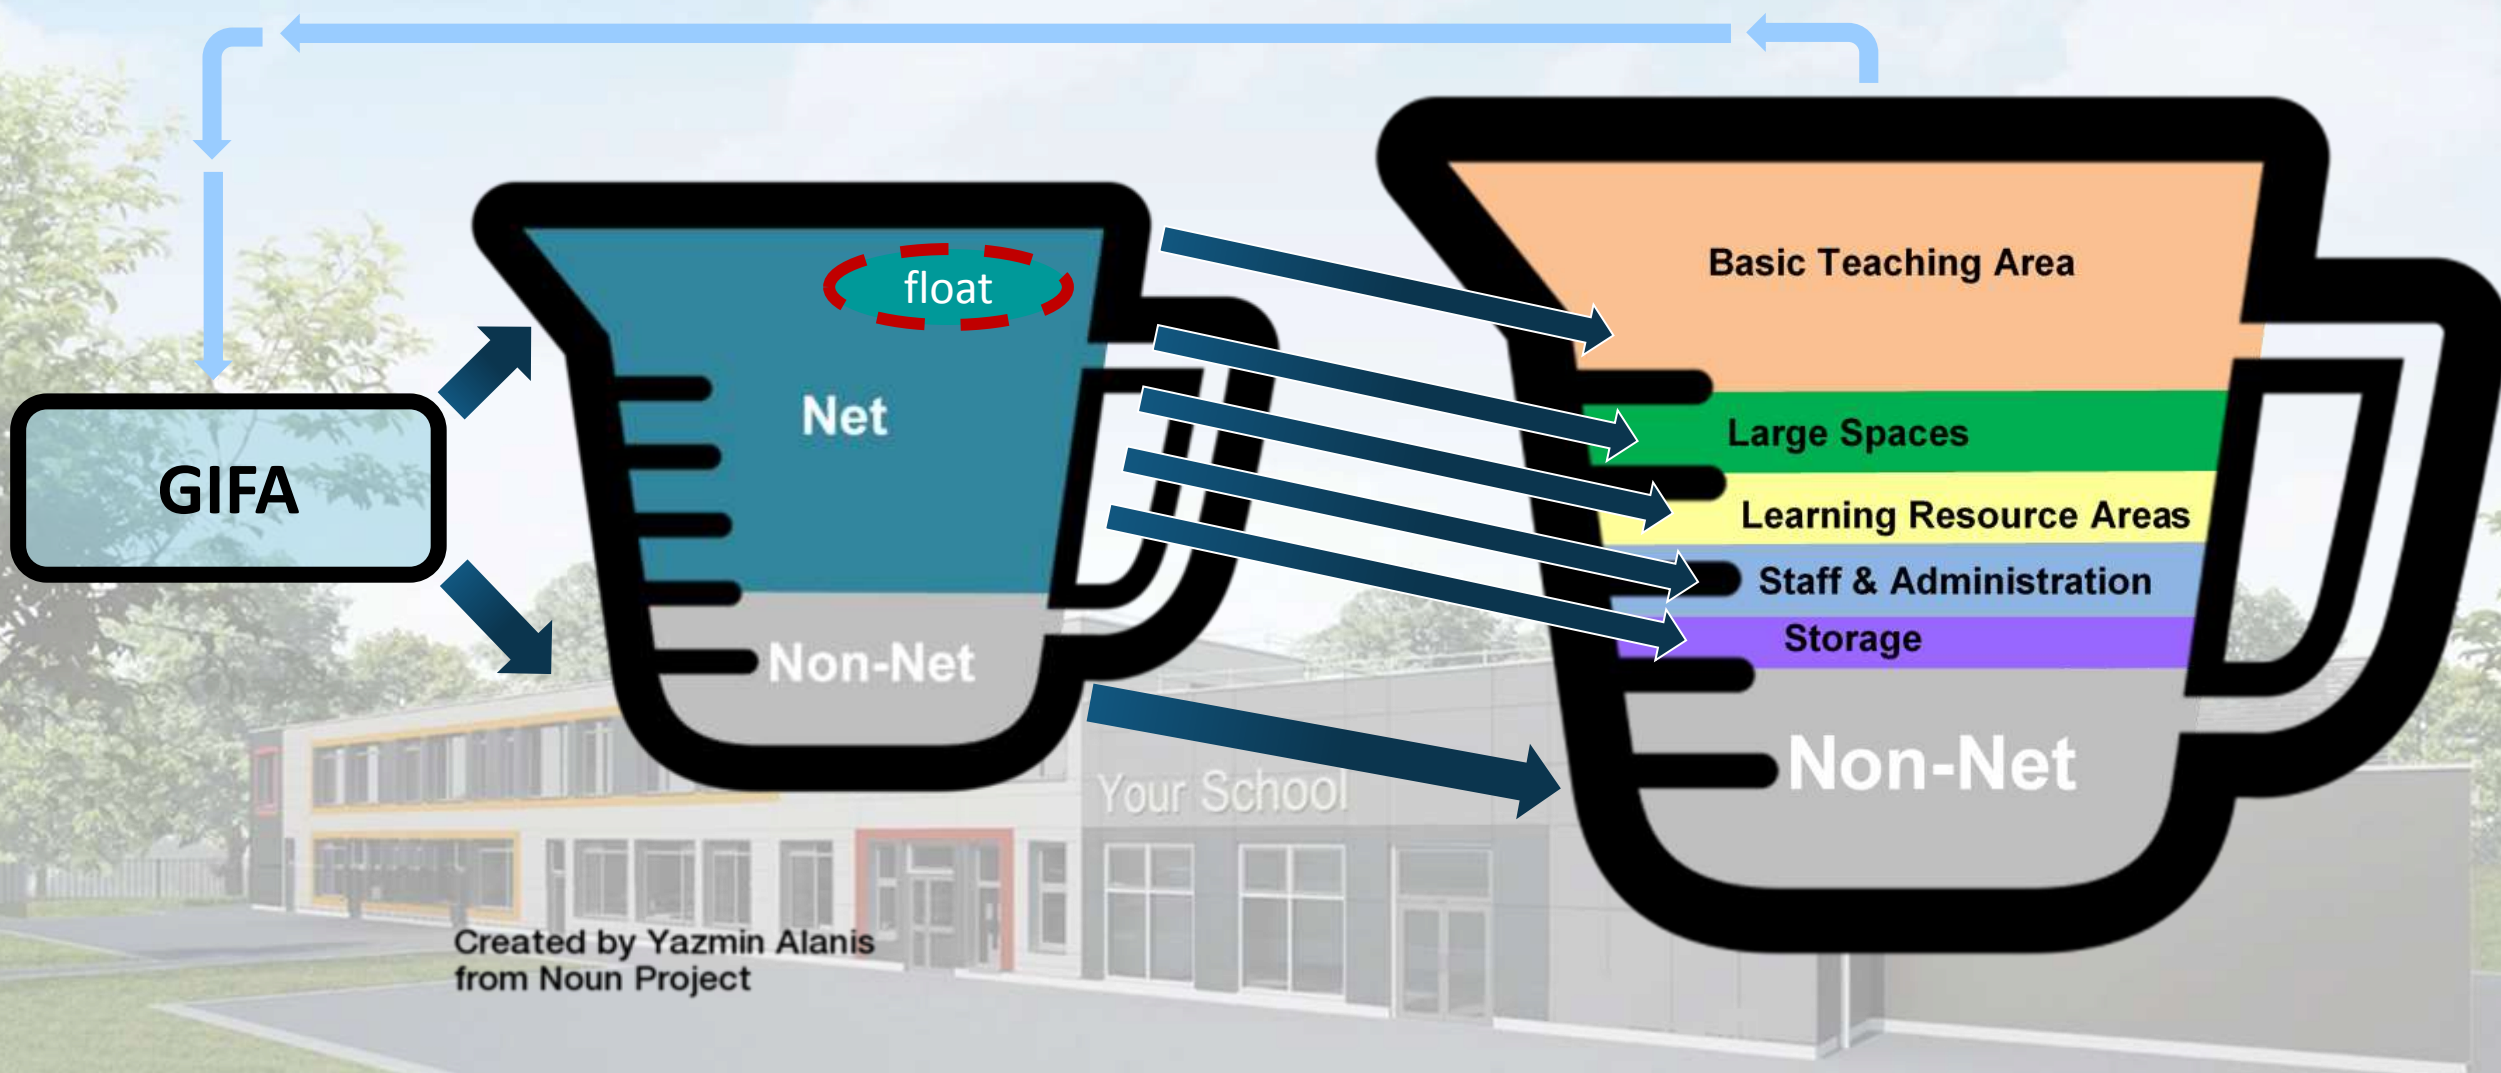 GIFA
float
Net
Non-Net
Basic Teaching Area
Large Spaces
Learning Resource Areas
Staff & Administration
Storage
Non-Net
Your School
Created by Yazmin Alanis
from Noun Project